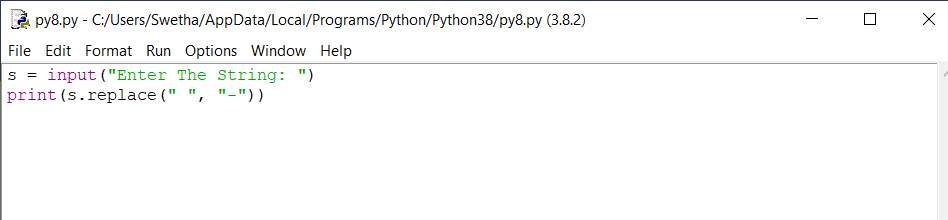 py8.py - C:/Users/Swetha/AppData/Local/Programs/Python/Python38/py8.py (3.8.2)
File Edit Format Run Options Window Help
s = input("Enter The String: ")
print(s.replace(" ", "-"))